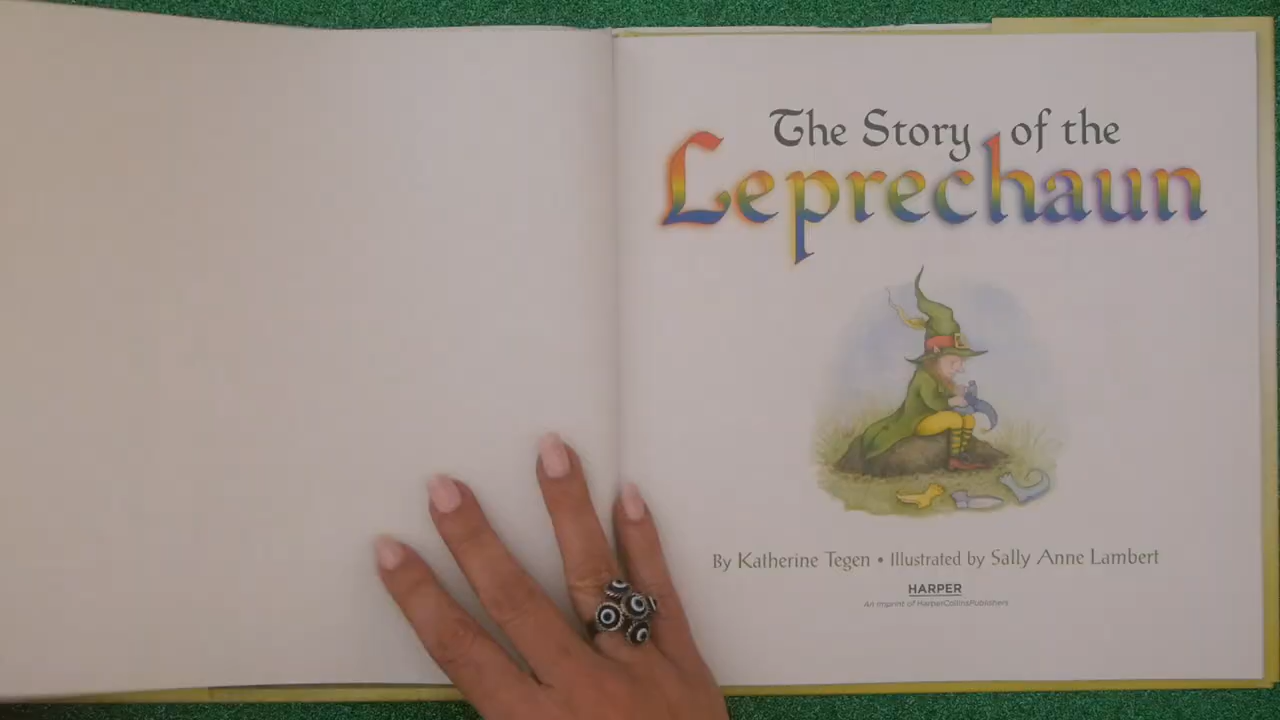 The Story of the
Leprechaun
By Katherine Tegen • Illustrated by Sally Anne Lambert
HARPER
An Imprint of HarperCollinsPublishers